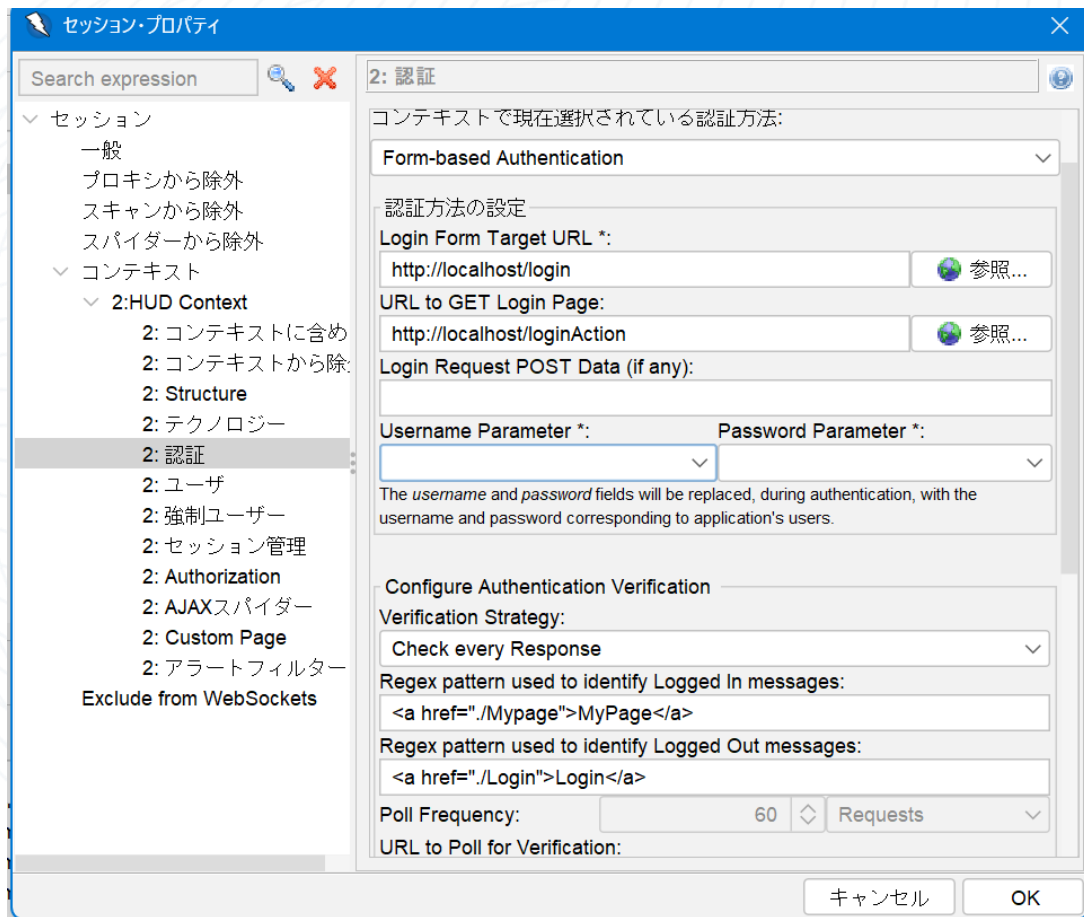 セッション・プロパティ
Search expression
2: 認証
セッション
一般
プロキシから除外
スキャンから除外
スパイダーから除外
コンテキスト
2:HUD Context
2: コンテキストに含め
2: コンテキストから除
2: Structure
2: テクノロジー
2: 認証
2: ユーザ
2: 強制ユーザー
2: セッション管理
2: Authorization
2: AJAXスパイダー
2: Custom Page
2: アラートフィルター
Exclude from WebSockets
コンテキストで現在選択されている認証方法:
Form-based Authentication
認証方法の設定
Login Form Target URL *:
http://localhost/login 参照...
URL to GET Login Page:
http://localhost/loginAction 参照...
Login Request POST Data (if any):
Username Parameter *: Password Parameter *:
The username and password fields will be replaced, during authentication, with the
username and password corresponding to application's users.
Configure Authentication Verification
Verification Strategy:
Check every Response
Regex pattern used to identify Logged In messages:
<a href="./Mypage">MyPage</a>
Regex pattern used to identify Logged Out messages:
<a href="./Login">Login</a>
Poll Frequency: 60 Requests
URL to Poll for Verification:
キャンセル OK